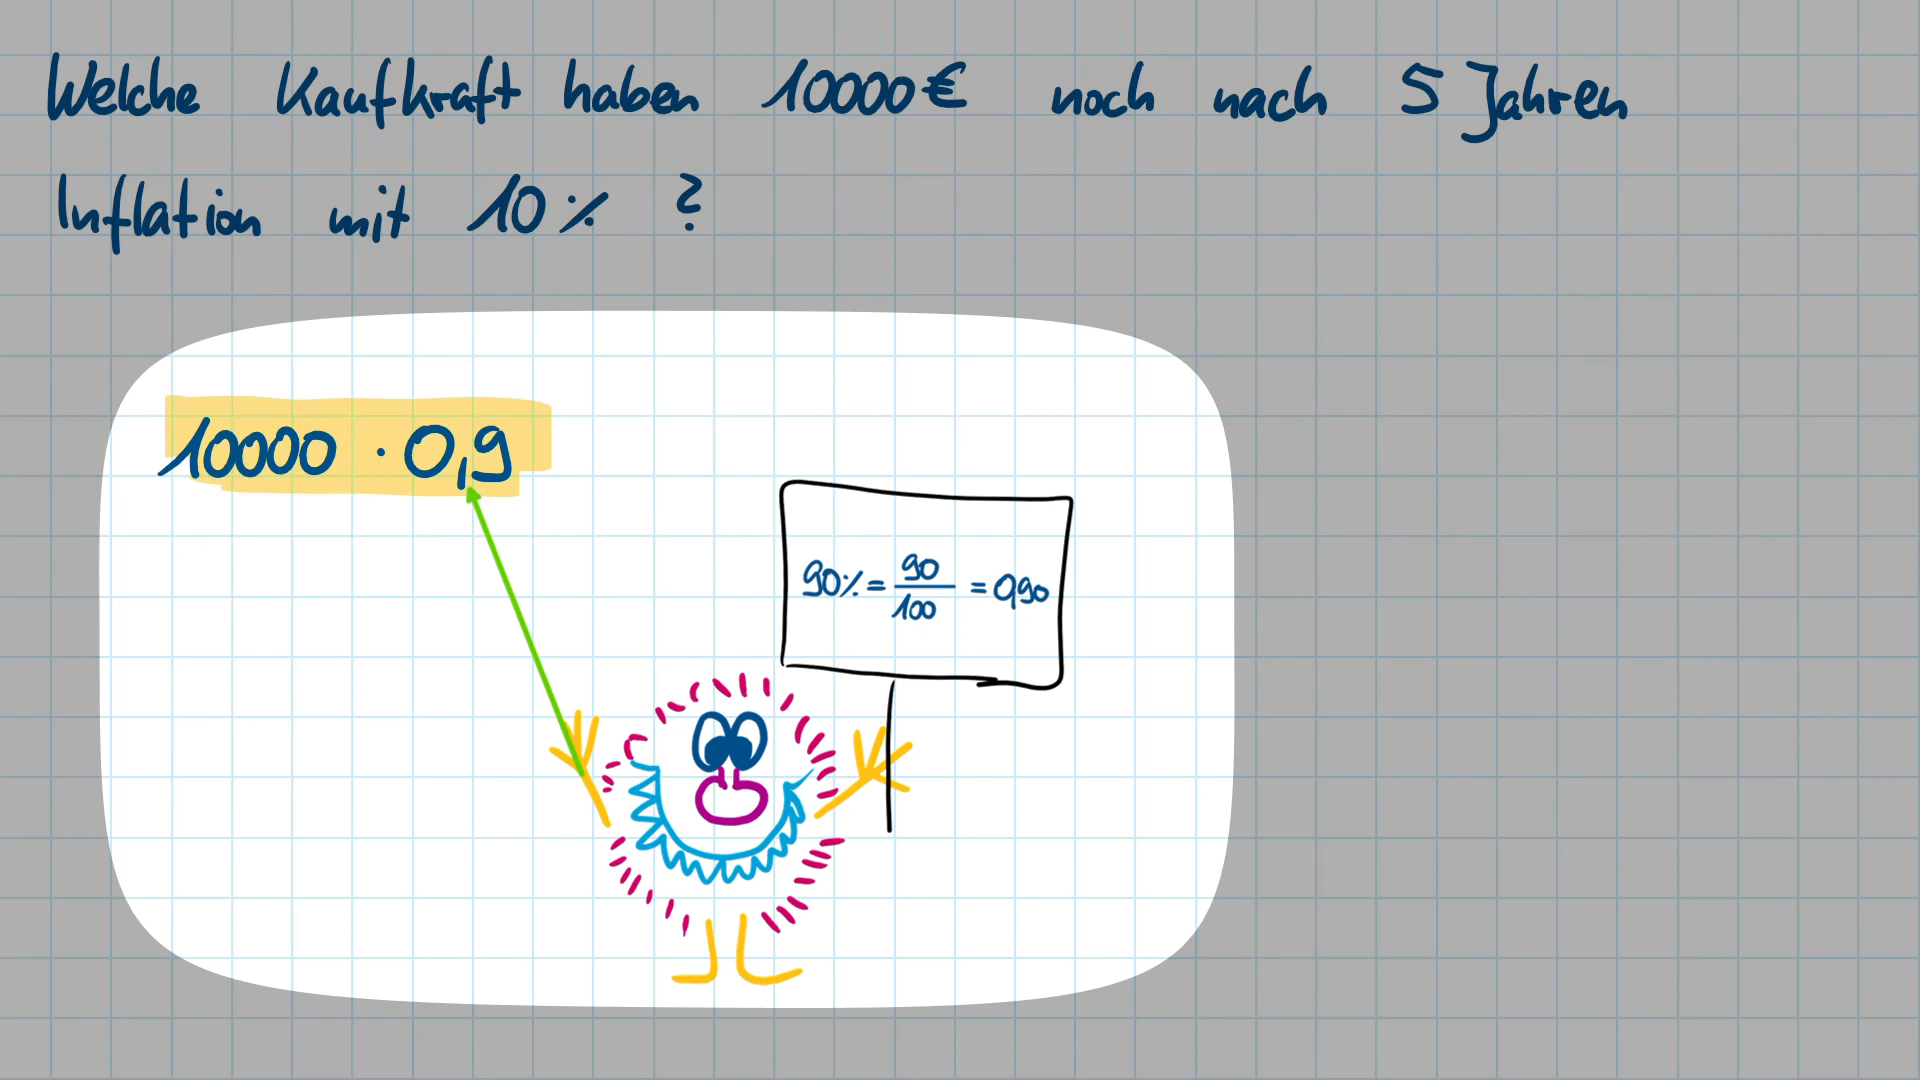 Welche Kaufkraft haben 10000€ noch nach 5 Jahren
Inflation mit 10% ?
10000 · 0,9
90% = 90/100 = 0,90